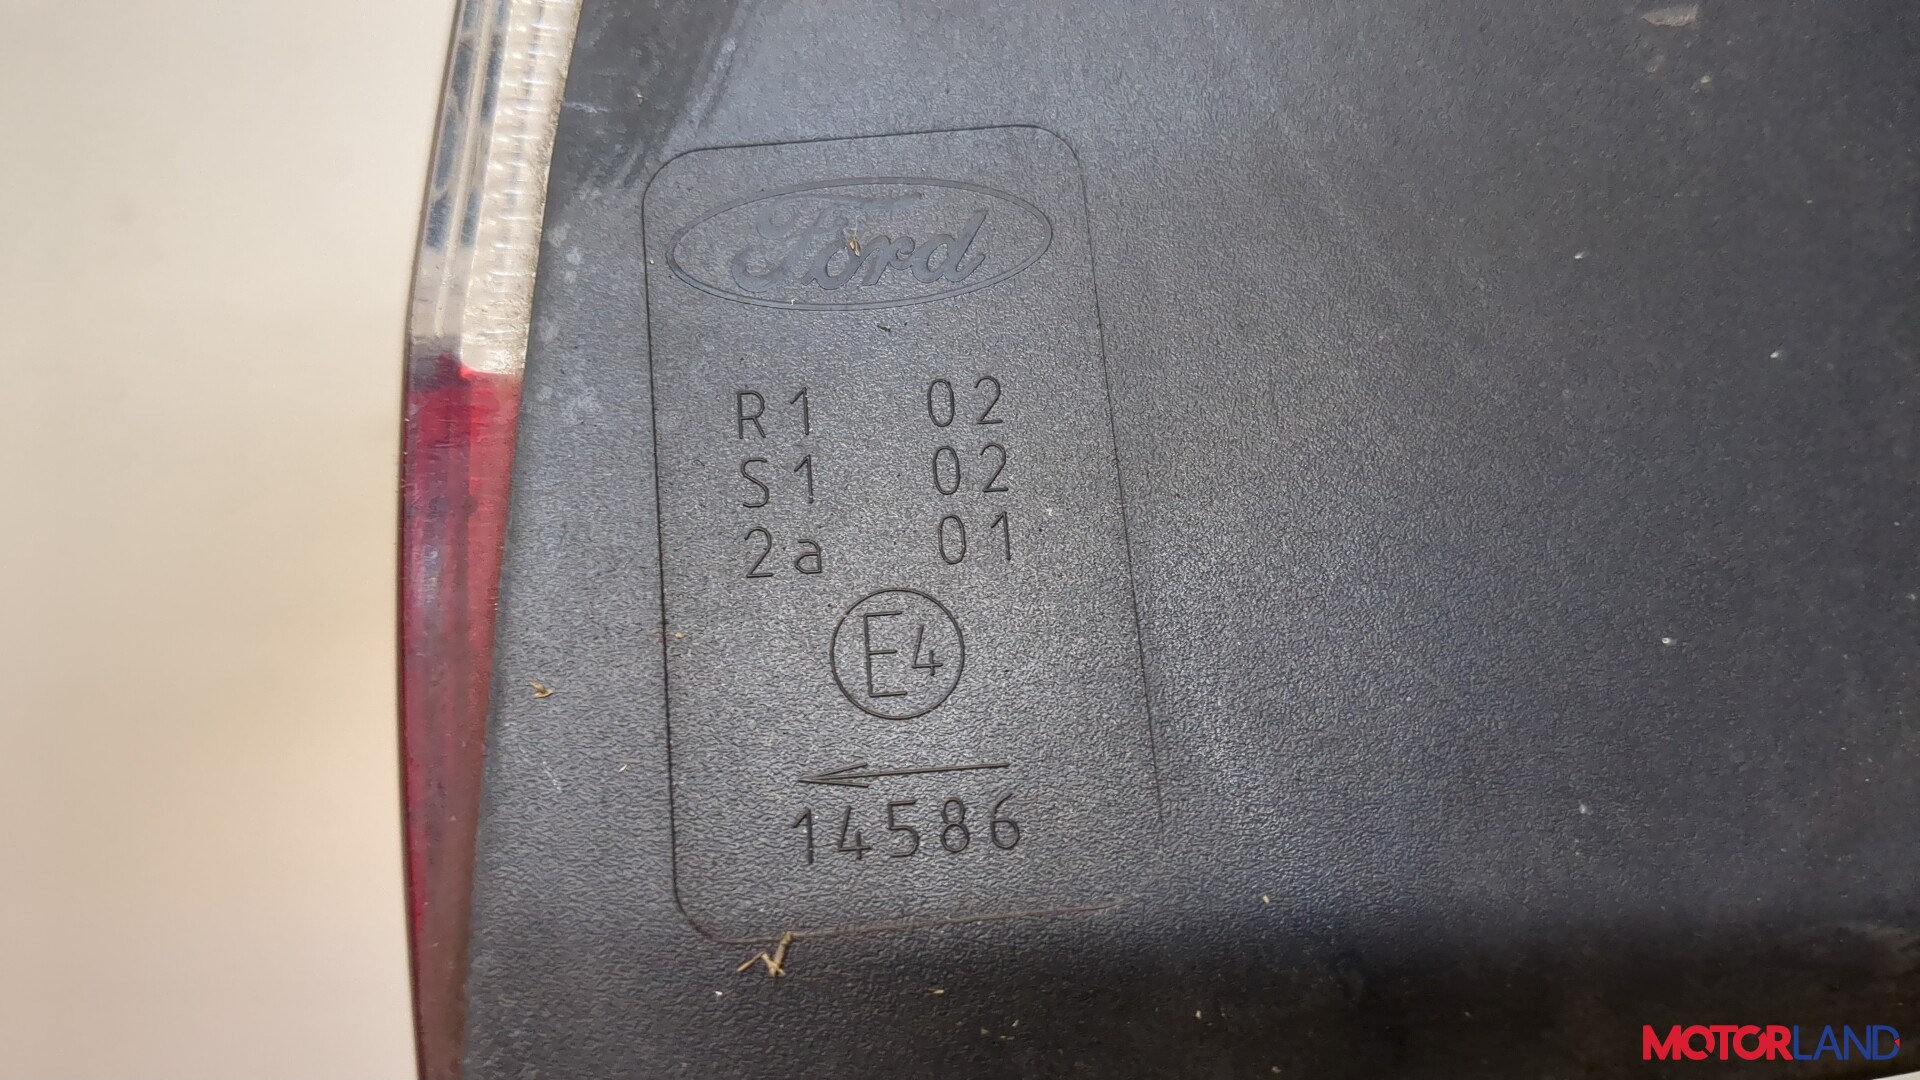 Ford
R1 02
S1 02
2a 01
E4
14586
MOTORLAND